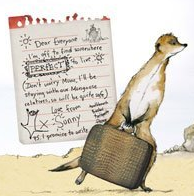 Dear Everyone
I'm off to find somewhere
PERFECT to live
(Don't worry Mum, I'll be
staying with our Mongoose
relatives, so I will be quite safe)
Love from
X Sunny
P.S. I promise to write